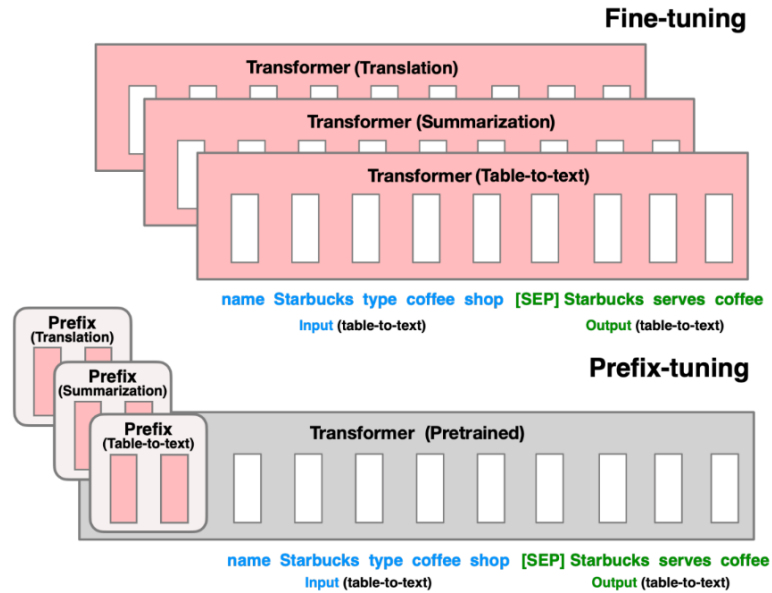 Fine-tuning
Transformer (Translation)
Transformer (Summarization)
Transformer (Table-to-text)
name Starbucks type coffee shop [SEP] Starbucks serves coffee
Input (table-to-text) Output (table-to-text)
Prefix
(Translation)
Prefix-tuning
Prefix
(Summarization)
Prefix
(Table-to-text)
Transformer (Pretrained)
name Starbucks type coffee shop [SEP] Starbucks serves coffee
Input (table-to-text) Output (table-to-text)